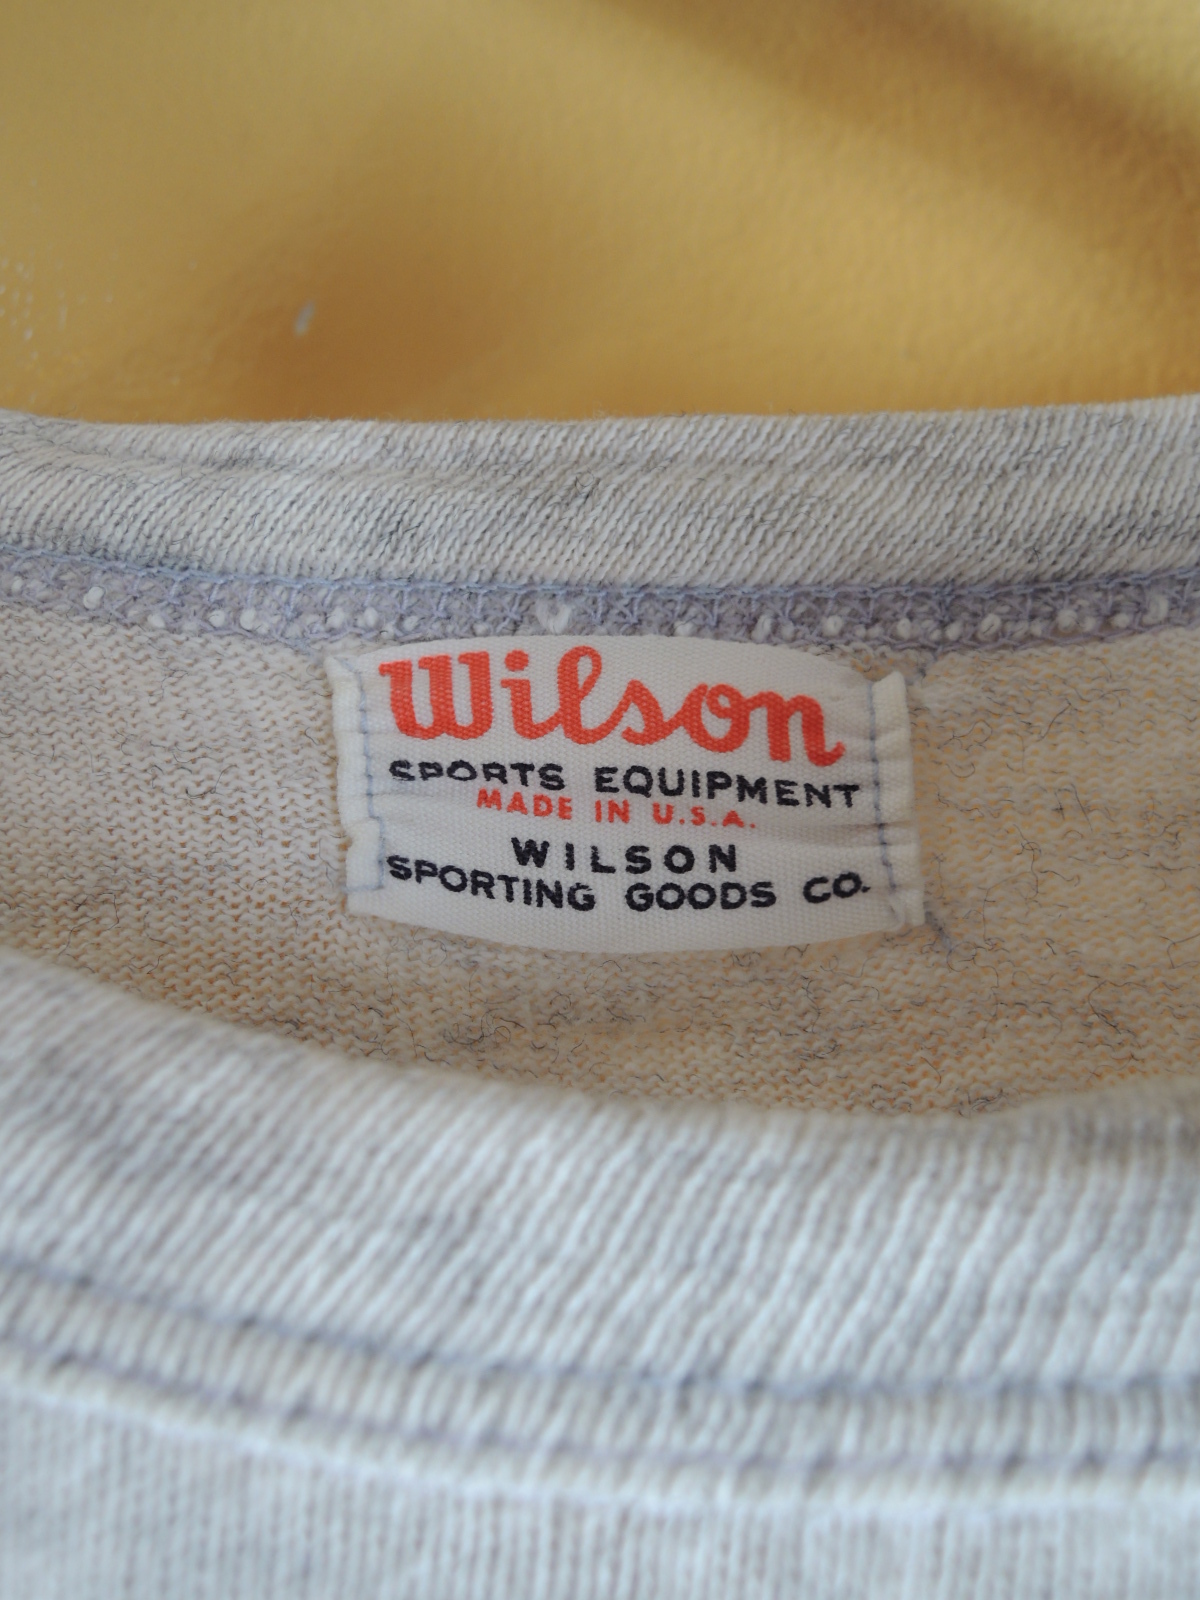 Wilson
SPORTS EQUIPMENT
MADE IN U.S.A.
WILSON
SPORTING GOODS CO.